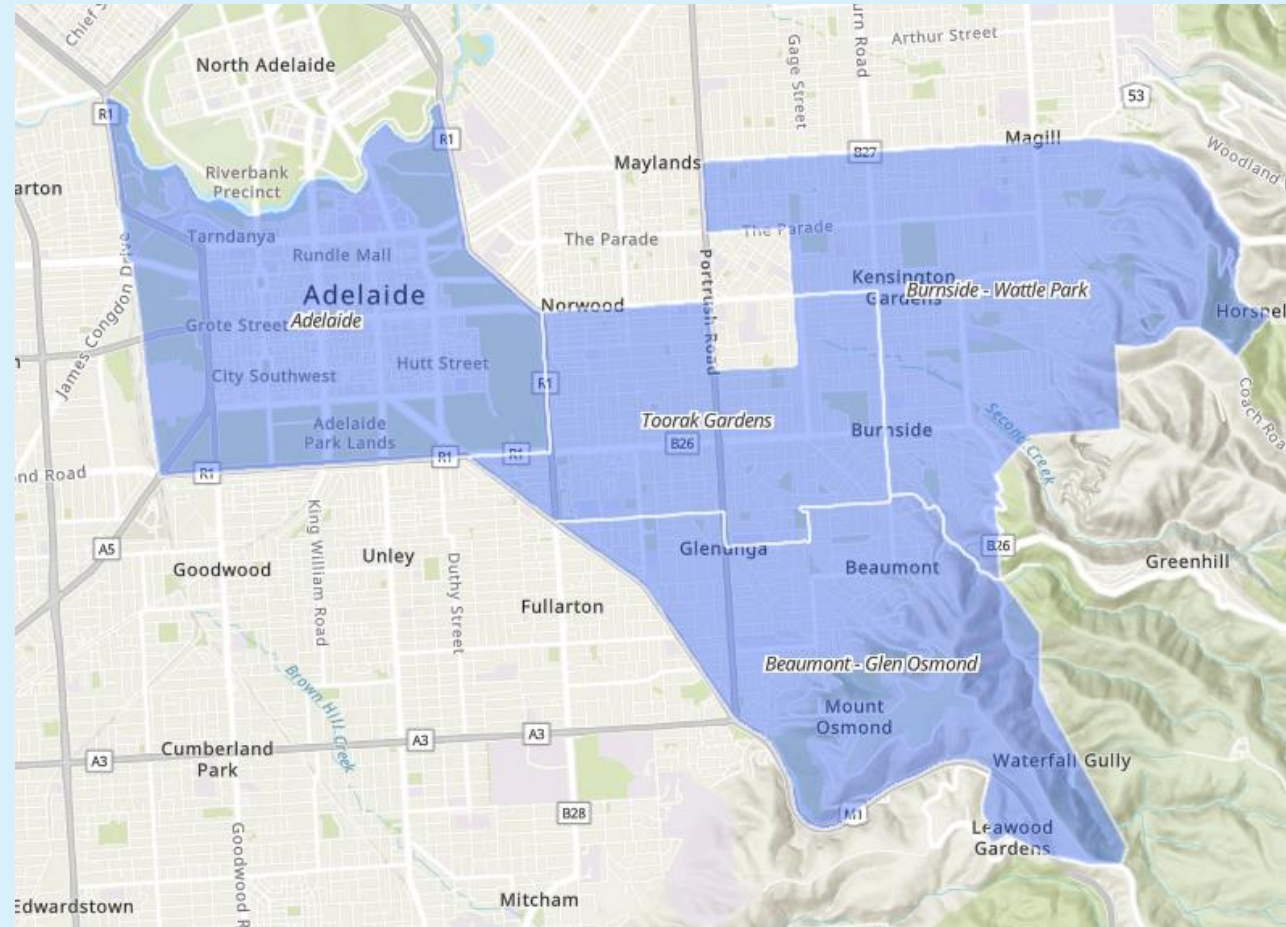 Chief S
North Adelaide
urn Road
Arthur Street
Gage Street
53
R1
R1
Magill
B27
Maylands
Woodland
Riverbank
Precinct
arton
Tarndanya
The Parade
The Parade
Rundle Mall
James Congdon Drive
Portrush Road
Kensington
Gardens
Burnside - Wattle Park
Adelaide
Norwood
Adelaide
Grote Street
Horsnel
Hutt Street
City Southwest
R1
Coach Roa
Toorak Gardens
Adelaide
Park Lands
B26
Burnside
Second Creek
R1
R1
R1
nd Road
King William Road
A5
Goodwood
Unley
Duthy Street
Glenunga
B26
Beaumont
Greenhill
Fullarton
Beaumont - Glen Osmond
Brown Hill Creek
Mount
Osmond
A3
A3
A3
Cumberland
Park
Waterfall Gully
B28
M1
Leawood
Gardens
Goodwood R
Mitcham
Edwardstown